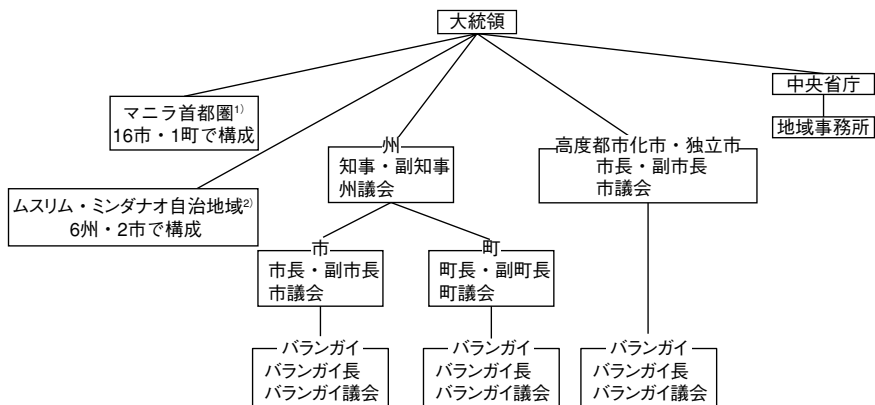 大統領
中央省庁
地域事務所
マニラ首都圏1)
16市・1町で構成
ムスリム・ミンダナオ自治地域2)
6州・2市で構成
州
知事・副知事
州議会
高度都市化市・独立市
市長・副市長
市議会
市
市長・副市長
市議会
町
町長・副町長
町議会
バランガイ
バランガイ長
バランガイ議会
バランガイ
バランガイ長
バランガイ議会
バランガイ
バランガイ長
バランガイ議会